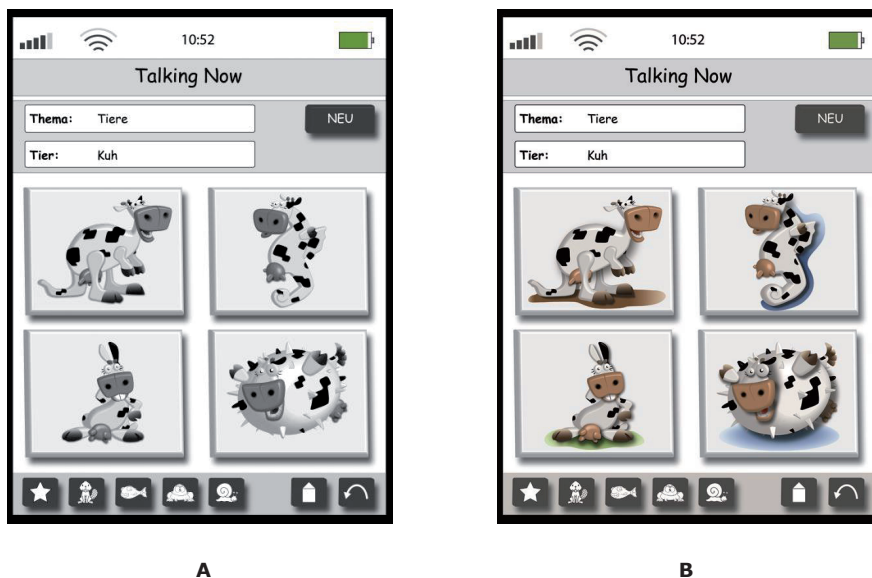 10:52
Talking Now
Thema: Tiere
NEU
Tier: Kuh
10:52
Talking Now
Thema: Tiere
NEU
Tier: Kuh
A
B